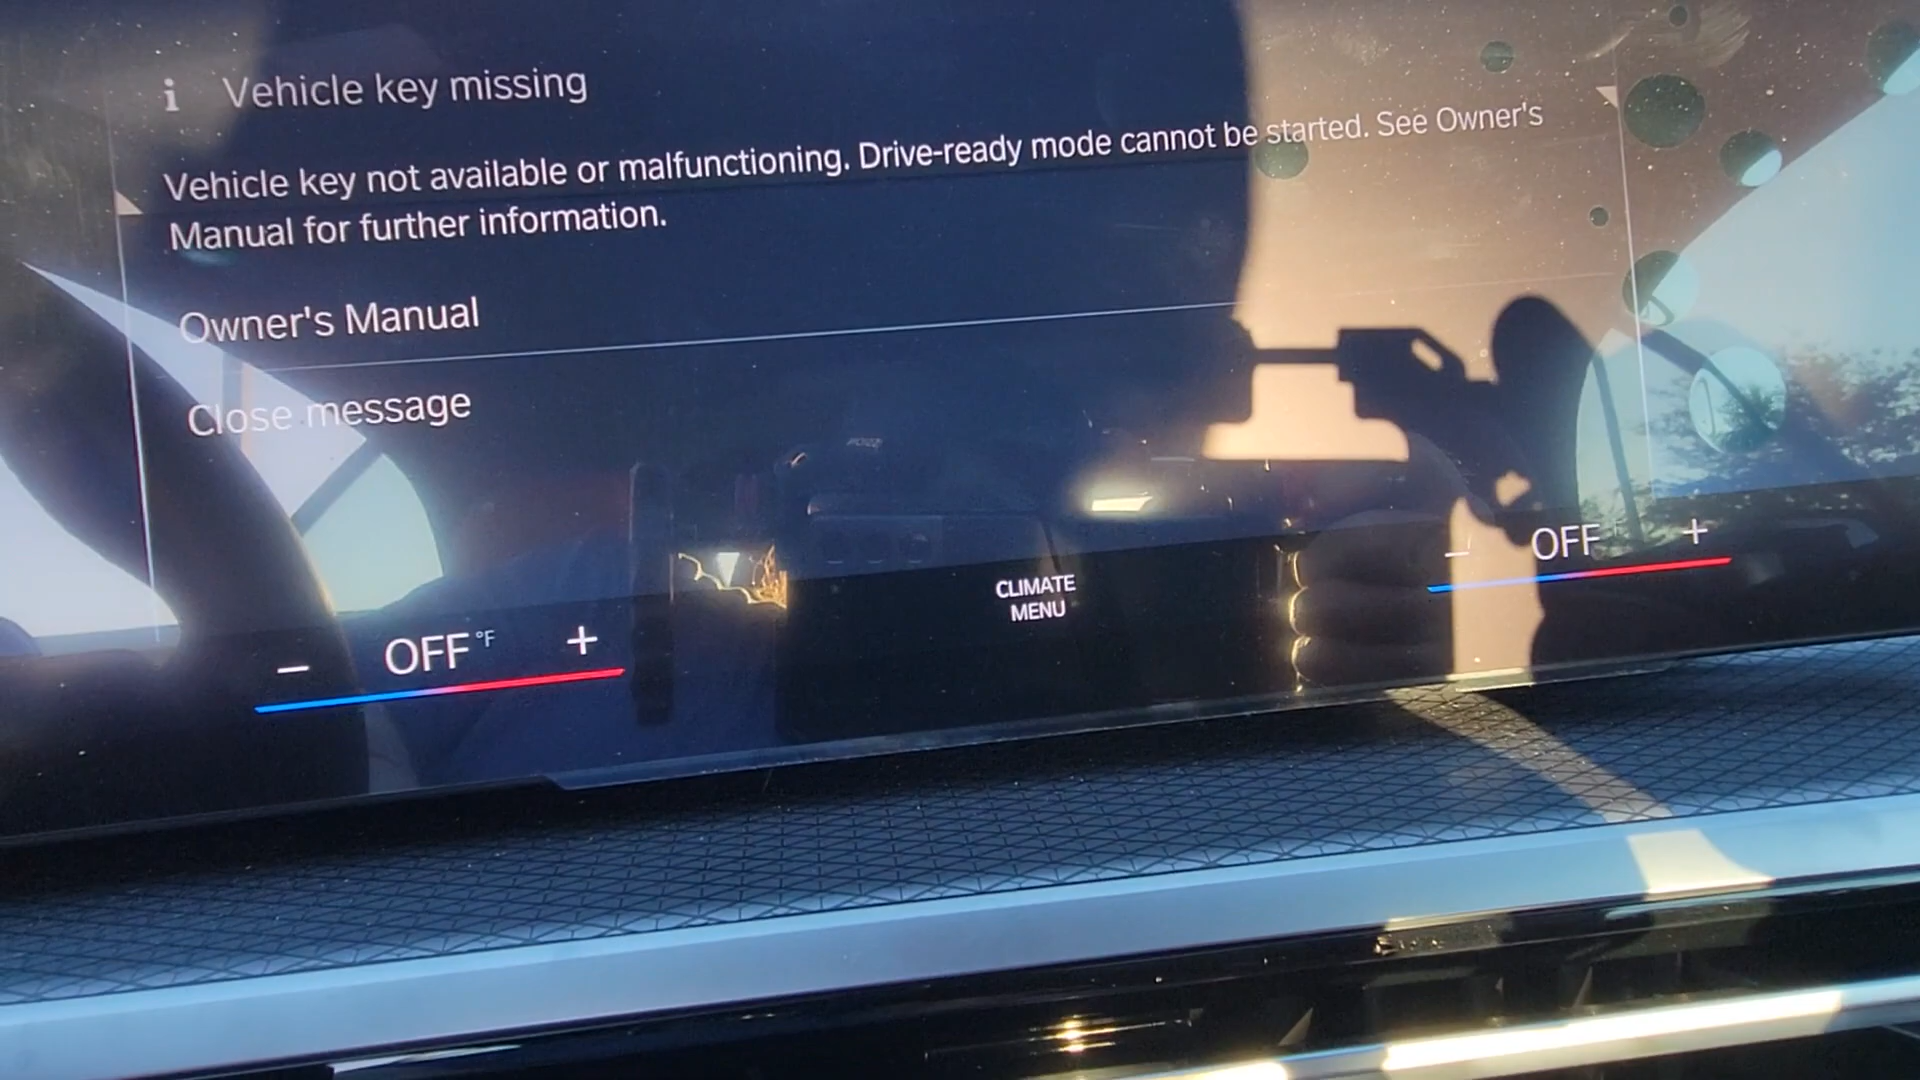 i Vehicle key missing
Vehicle key not available or malfunctioning. Drive-ready mode cannot be started. See Owner's
Manual for further information.
Owner's Manual
Close message
- OFF +
CLIMATE
MENU
- OFF °F +